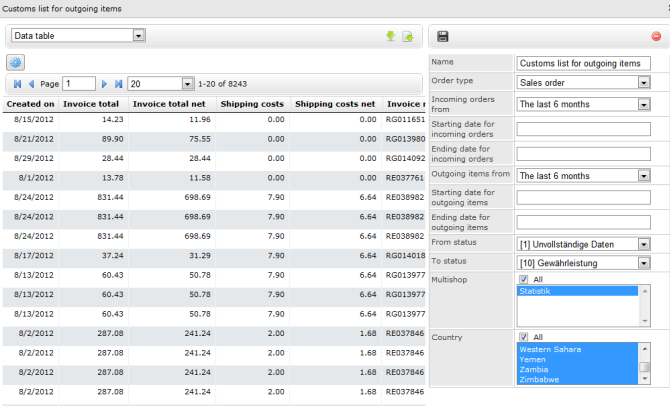 Customs list for outgoing items
Data table
Page 1 20 1-20 of 8243
Created on Invoice total Invoice total net Shipping costs Shipping costs net Invoice r
8/15/2012 14.23 11.96 0.00 0.00 RG011651
8/21/2012 89.90 75.55 0.00 0.00 RG013980
8/29/2012 28.44 28.44 0.00 0.00 RG014092
8/1/2012 13.78 11.58 0.00 0.00 RE037761
8/24/2012 831.44 698.69 7.90 6.64 RE038982
8/24/2012 831.44 698.69 7.90 6.64 RE038982
8/24/2012 831.44 698.69 7.90 6.64 RE038982
8/17/2012 37.24 31.29 7.90 6.64 RG014018
8/13/2012 60.43 50.78 7.90 6.64 RG013977
8/13/2012 60.43 50.78 7.90 6.64 RG013977
8/13/2012 60.43 50.78 7.90 6.64 RG013977
8/2/2012 287.08 241.24 2.00 1.68 RE037846
8/2/2012 287.08 241.24 2.00 1.68 RE037846
8/2/2012 287.08 241.24 2.00 1.68 RE037846
8/2/2012 287.08 241.24 2.00 1.68 RE037846
Name Customs list for outgoing items
Order type Sales order
Incoming orders
from The last 6 months
Starting date for
incoming orders
Ending date for
incoming orders
Outgoing items from The last 6 months
Starting date for
outgoing items
Ending date for
outgoing items
From status [1] Unvollständige Daten
To status [10] Gewährleistung
Multishop All
Statistik
Country All
Western Sahara
Yemen
Zambia
Zimbabwe